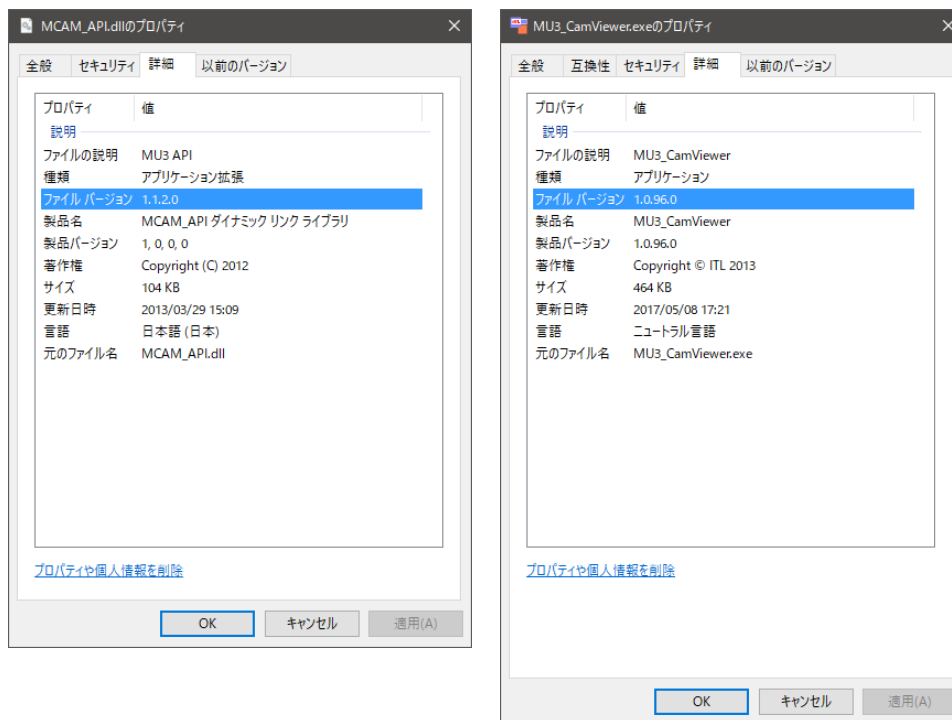 MCAM_API.dllのプロパティ
全般 セキュリティ 詳細 以前のバージョン
プロパティ 値
説明
ファイルの説明 MU3 API
種類 アプリケーション拡張
ファイル バージョン 1.1.2.0
製品名 MCAM_API ダイナミック リンク ライブラリ
製品バージョン 1, 0, 0, 0
著作権 Copyright (C) 2012
サイズ 104 KB
更新日時 2013/03/29 15:09
言語 日本語 (日本)
元のファイル名 MCAM_API.dll
プロパティや個人情報を削除
OK キャンセル 適用(A)
MU3_CamViewer.exeのプロパティ
全般 互換性 セキュリティ 詳細 以前のバージョン
プロパティ 値
説明
ファイルの説明 MU3_CamViewer
種類 アプリケーション
ファイル バージョン 1.0.96.0
製品名 MU3_CamViewer
製品バージョン 1.0.96.0
著作権 Copyright © ITL 2013
サイズ 464 KB
更新日時 2017/05/08 17:21
言語 ニュートラル言語
元のファイル名 MU3_CamViewer.exe
プロパティや個人情報を削除
OK キャンセル 適用(A)